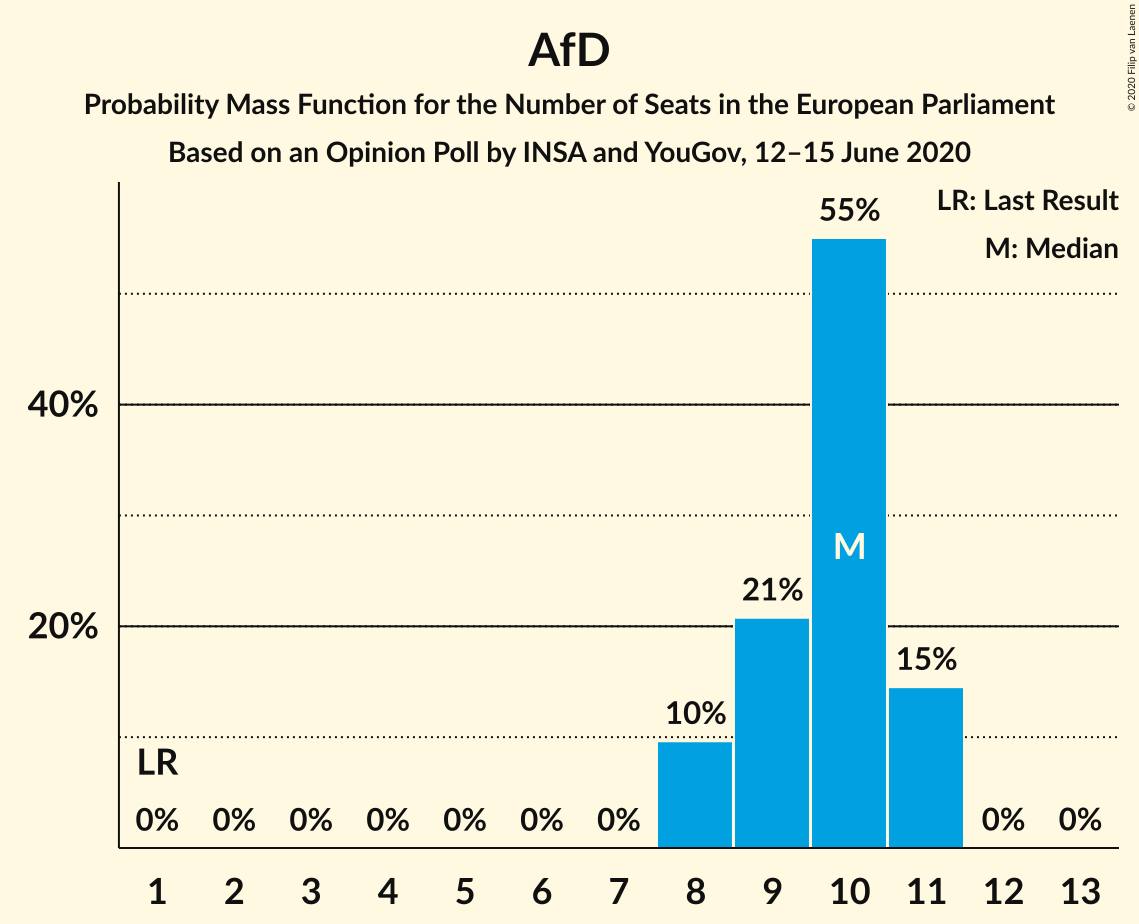 AfD
Probability Mass Function for the Number of Seats in the European Parliament
Based on an Opinion Poll by INSA and YouGov, 12–15 June 2020
© 2020 Filip van Laenen
LR: Last Result
M: Median
55%
40%
M
21%
20%
15%
10%
LR
0% 0% 0% 0% 0% 0% 0% 0% 0%
1 2 3 4 5 6 7 8 9 10 11 12 13